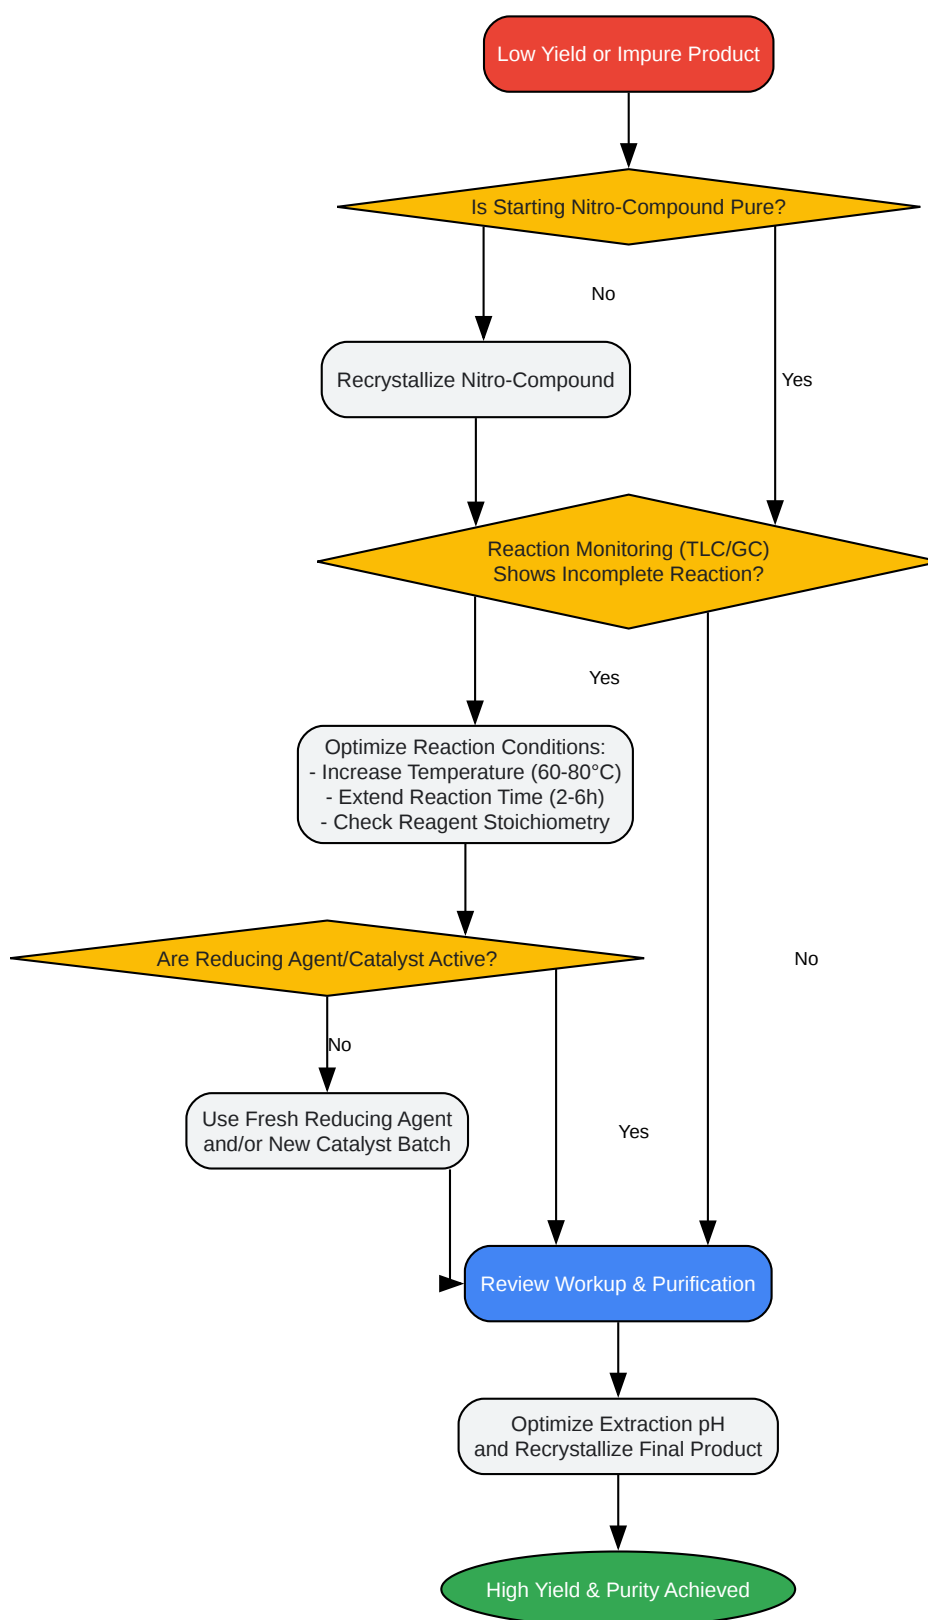 Low Yield or Impure Product
Is Starting Nitro-Compound Pure?
No
Recrystallize Nitro-Compound
Yes
Reaction Monitoring (TLC/GC)
Shows Incomplete Reaction?
Yes
Optimize Reaction Conditions:
- Increase Temperature (60-80°C)
- Extend Reaction Time (2-6h)
- Check Reagent Stoichiometry
Are Reducing Agent/Catalyst Active?
No
No
Use Fresh Reducing Agent
and/or New Catalyst Batch
Yes
Review Workup & Purification
Optimize Extraction pH
and Recrystallize Final Product
High Yield & Purity Achieved